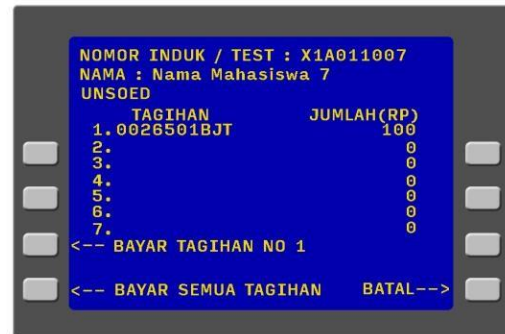 NOMOR INDUK / TEST : X1A011007
NAMA : Nama Mahasiswa 7
UNSOED
TAGIHAN JUMLAH(RP)
1.0026501BJT 100
2. 0
3. 0
4. 0
5. 0
6. 0
7. 0
<-- BAYAR TAGIHAN NO 1
<-- BAYAR SEMUA TAGIHAN BATAL-->